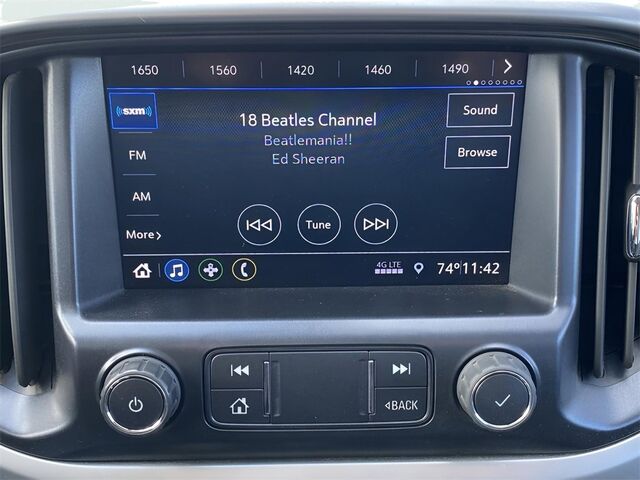 1650 1560 1420 1460 1490
sxm
18 Beatles Channel
Beatlemania!!
Ed Sheeran
Sound
Browse
FM
AM
More
Tune
4G LTE
74° 11:42
BACK